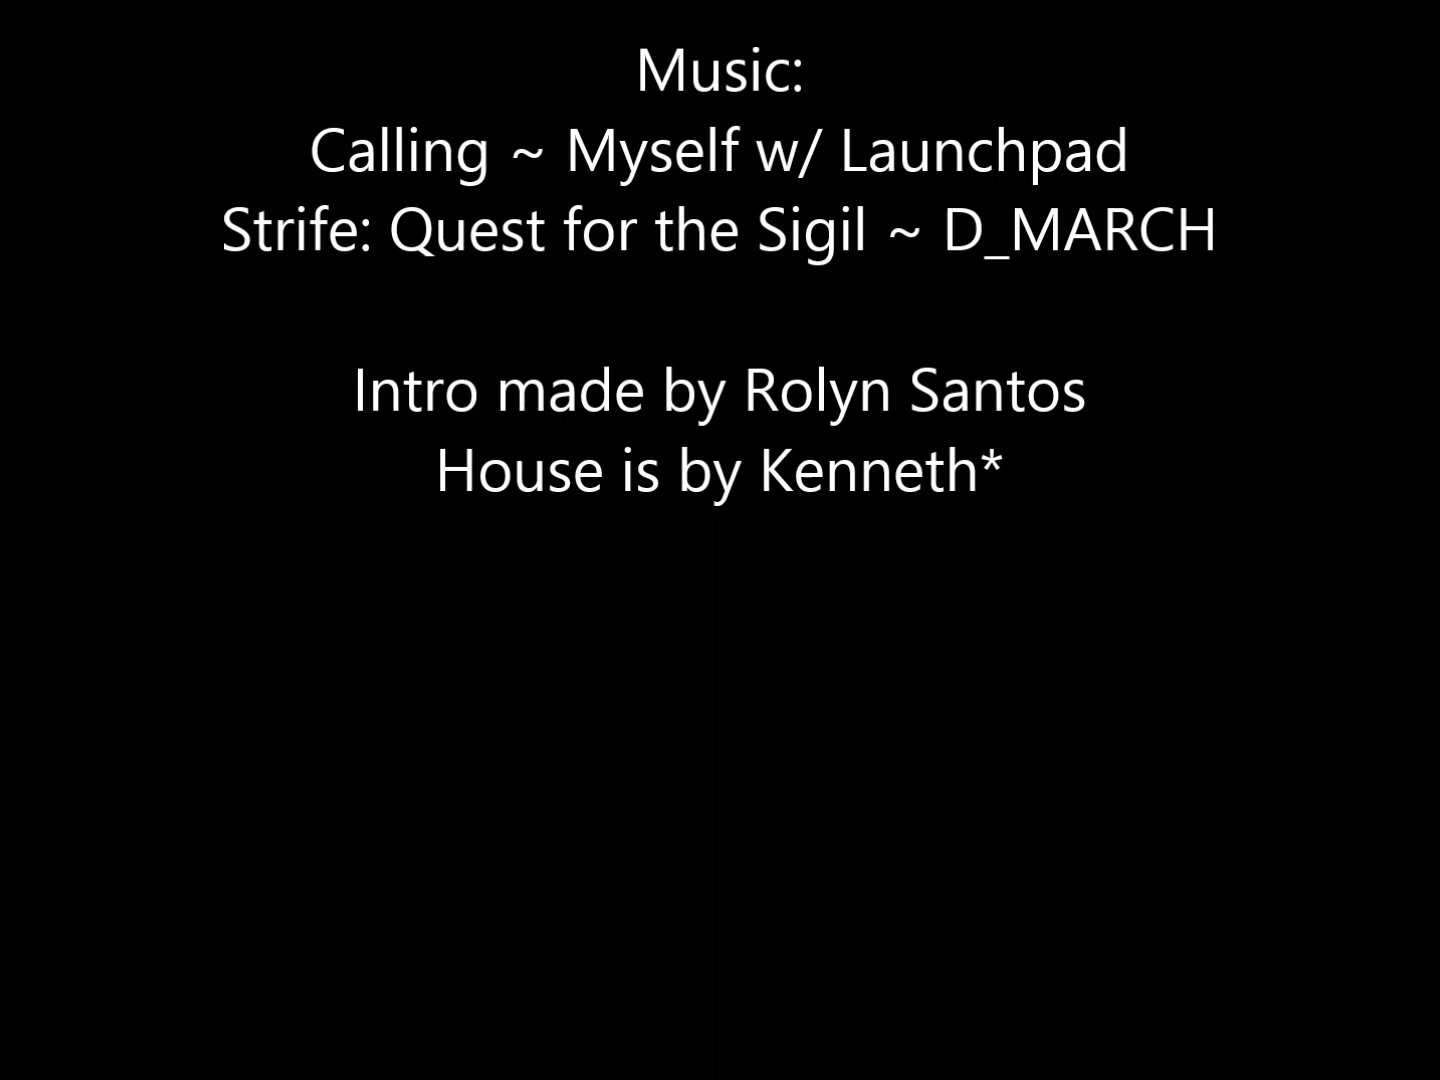 Music:
Calling ~ Myself w/ Launchpad
Strife: Quest for the Sigil ~ D_MARCH
Intro made by Rolyn Santos
House is by Kenneth*